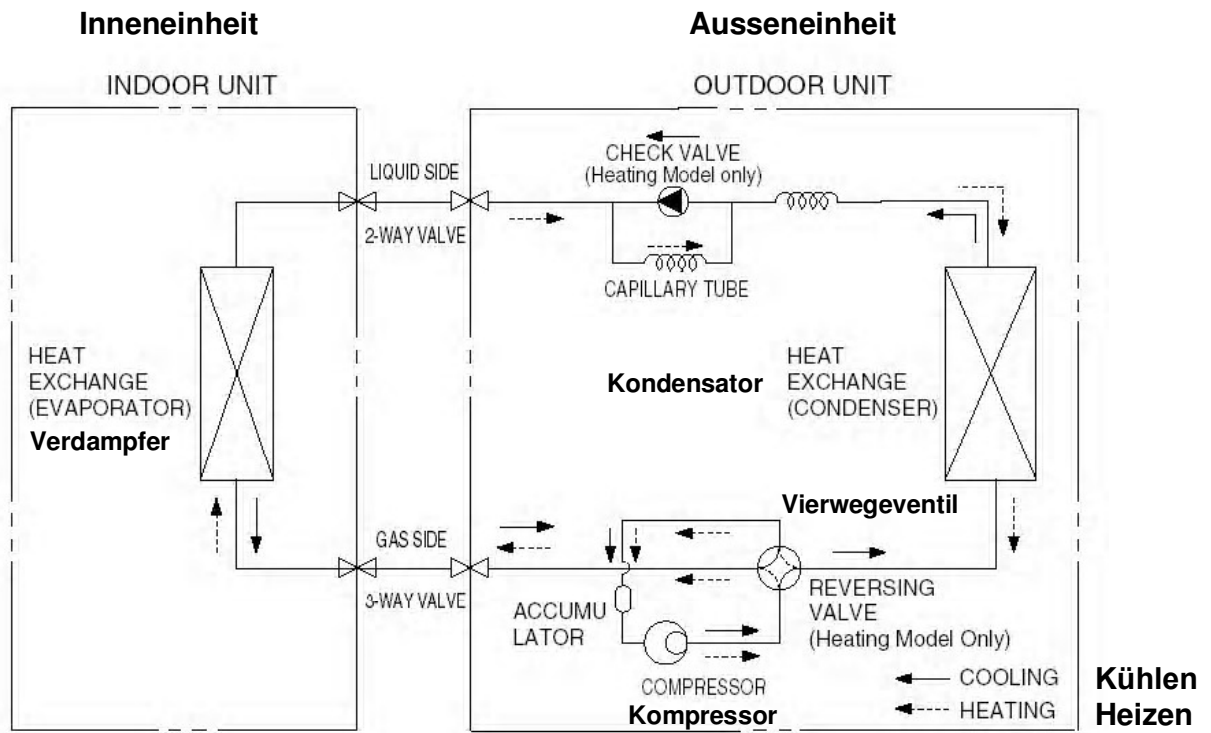 Inneneinheit
Ausseneinheit
INDOOR UNIT
OUTDOOR UNIT
LIQUID SIDE
2-WAY VALVE
CHECK VALVE
(Heating Model only)
CAPILLARY TUBE
HEAT
EXCHANGE
(EVAPORATOR)
Verdampfer
Kondensator
HEAT
EXCHANGE
(CONDENSER)
Vierwegeventil
GAS SIDE
3-WAY VALVE
ACCUMU
LATOR
REVERSING
VALVE
(Heating Model Only)
COMPRESSOR
Kompressor
COOLING
HEATING
Kühlen
Heizen